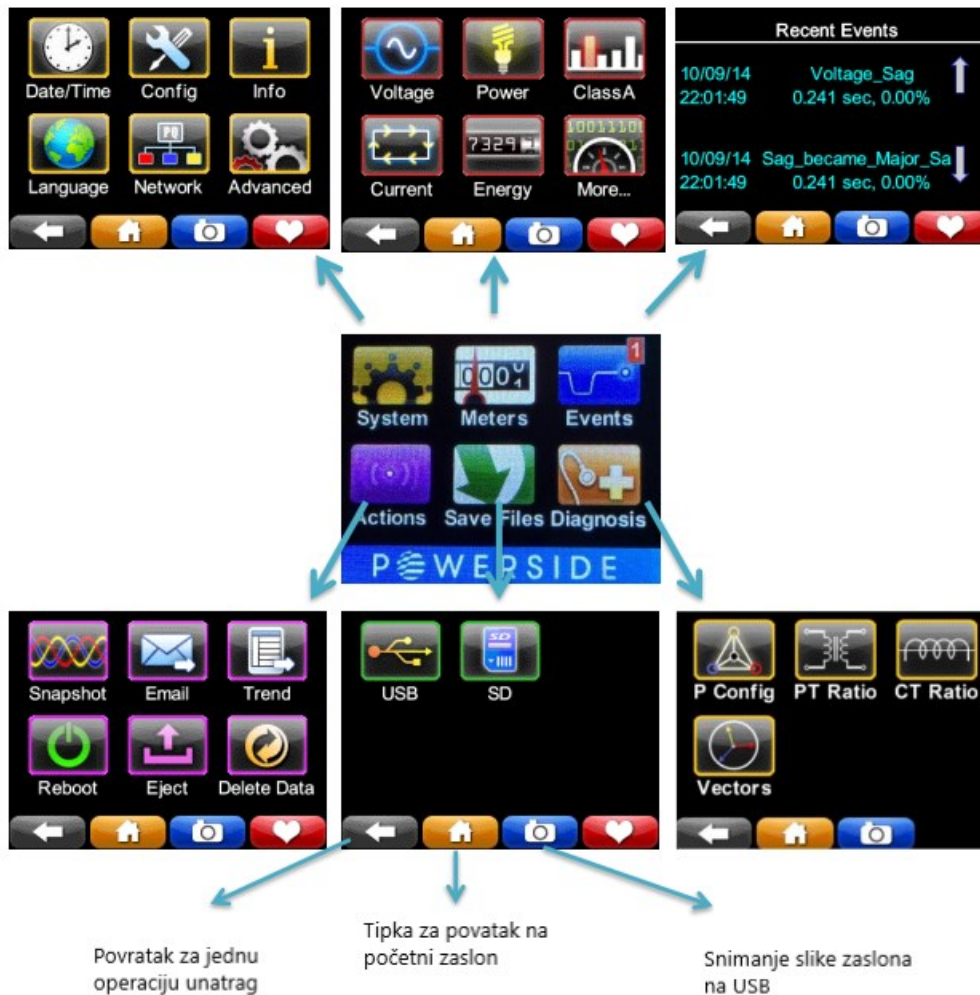 Date/Time Config Info
Language Network Advanced
Voltage Power ClassA
7329
Current Energy More...
Recent Events
10/09/14 Voltage_Sag
22:01:49 0.241 sec, 0.00%
10/09/14 Sag_became_Major_Sa
22:01:49 0.241 sec, 0.00%
PQ
1
System Meters Events
Actions Save Files Diagnosis
POWERSIDE
Snapshot Email Trend
Reboot Eject Delete Data
SD
USB SD
P Config PT Ratio CT Ratio
Vectors
Povratak za jednu
operaciju unatrag
Tipka za povatak na
početni zaslon
Snimanje slike zaslona
na USB